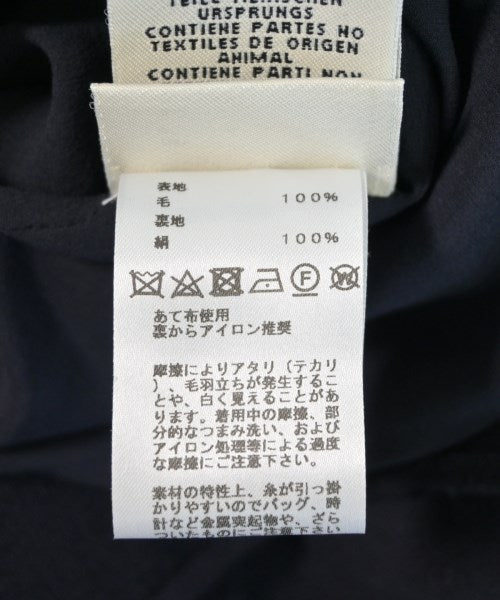 URSPRUNGS
CONTIENE PARTES NO
TEXTILES DE ORIGEN
ANIMAL
CONTIENE PARTI NON
表地
毛 100%
裏地
絹 100%
あて布使用
裏からアイロン推奨
摩擦によりアタリ（テカリ
）、毛羽立ちが発生するこ
とや、白く見えることがあ
ります。着用中の摩擦、部
分的なつまみ洗い、および
アイロン処理等による過度
な摩擦にご注意下さい。
素材の特性上、糸が引っ掛
かりやすいのでバッグ、時
計など金属突起物や、ざら
ついたものにご注意下さい